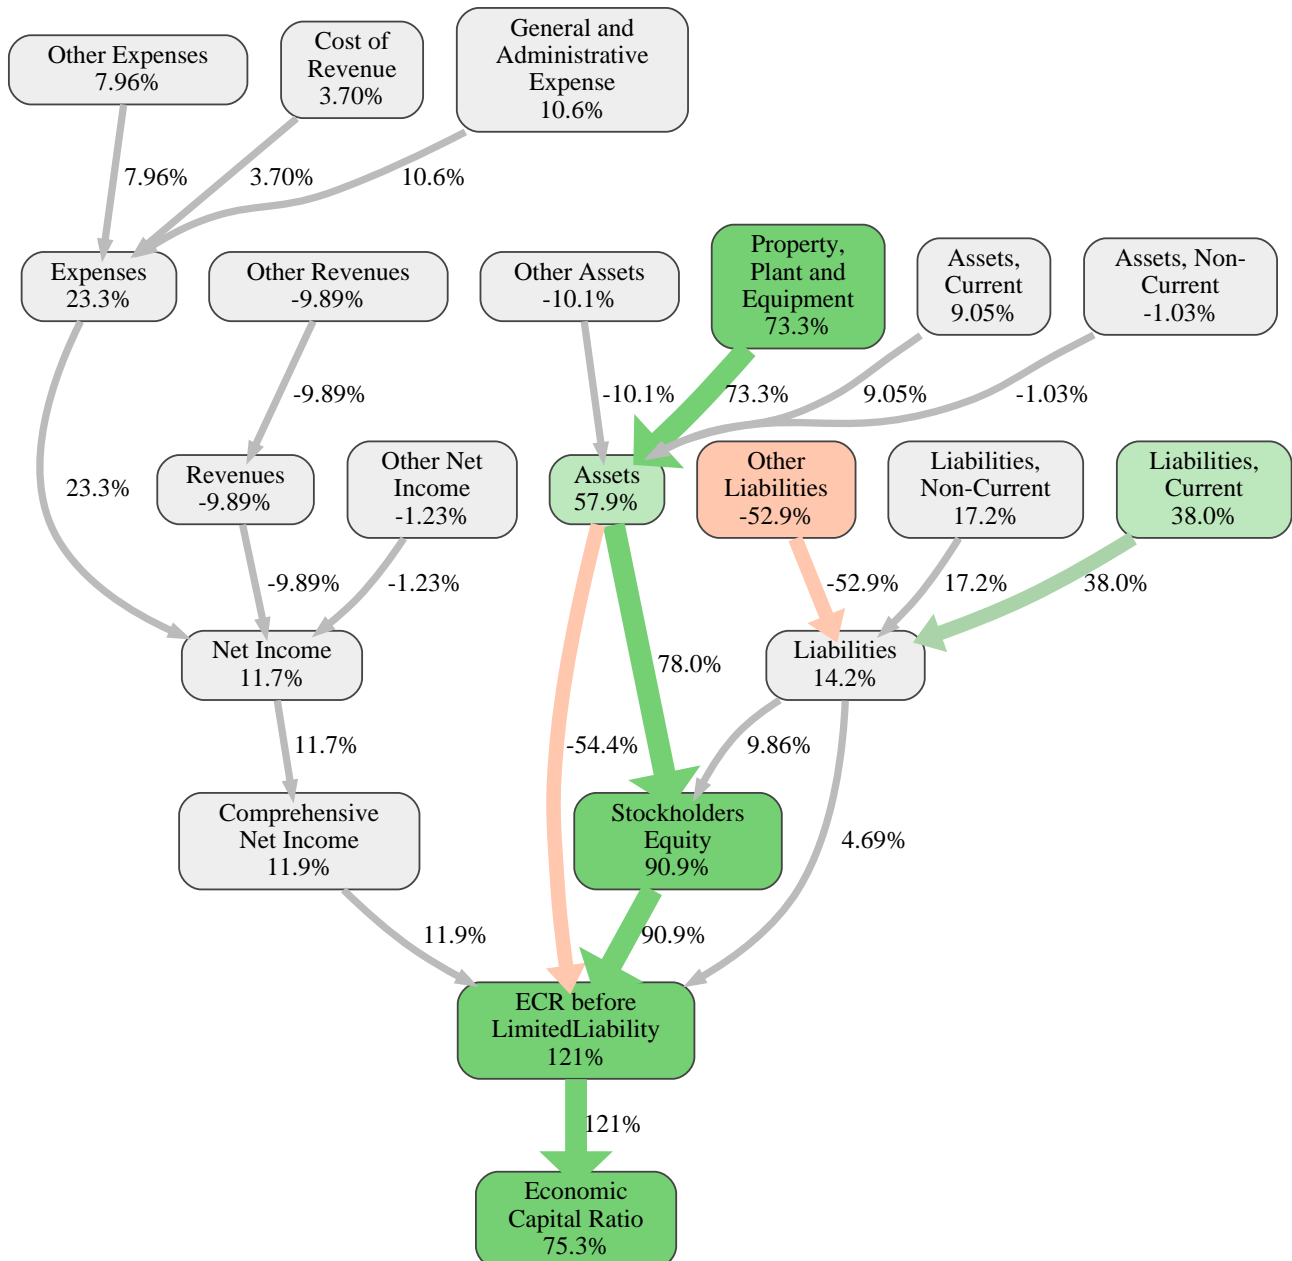 Other Expenses
7.96%
Cost of
Revenue
3.70%
General and
Administrative
Expense
10.6%
7.96%
3.70%
10.6%
Expenses
23.3%
Other Revenues
-9.89%
Other Assets
-10.1%
Property,
Plant and
Equipment
73.3%
Assets,
Current
9.05%
Assets, Non-
Current
-1.03%
-9.89%
-10.1%
73.3%
9.05%
-1.03%
23.3%
Revenues
-9.89%
Other Net
Income
-1.23%
Assets
57.9%
Other
Liabilities
-52.9%
Liabilities,
Non-Current
17.2%
Liabilities,
Current
38.0%
-9.89%
-1.23%
-52.9%
17.2%
38.0%
Net Income
11.7%
78.0%
Liabilities
14.2%
11.7%
-54.4%
9.86%
Comprehensive
Net Income
11.9%
Stockholders
Equity
90.9%
4.69%
11.9%
90.9%
ECR before
LimitedLiability
121%
121%
Economic
Capital Ratio
75.3%